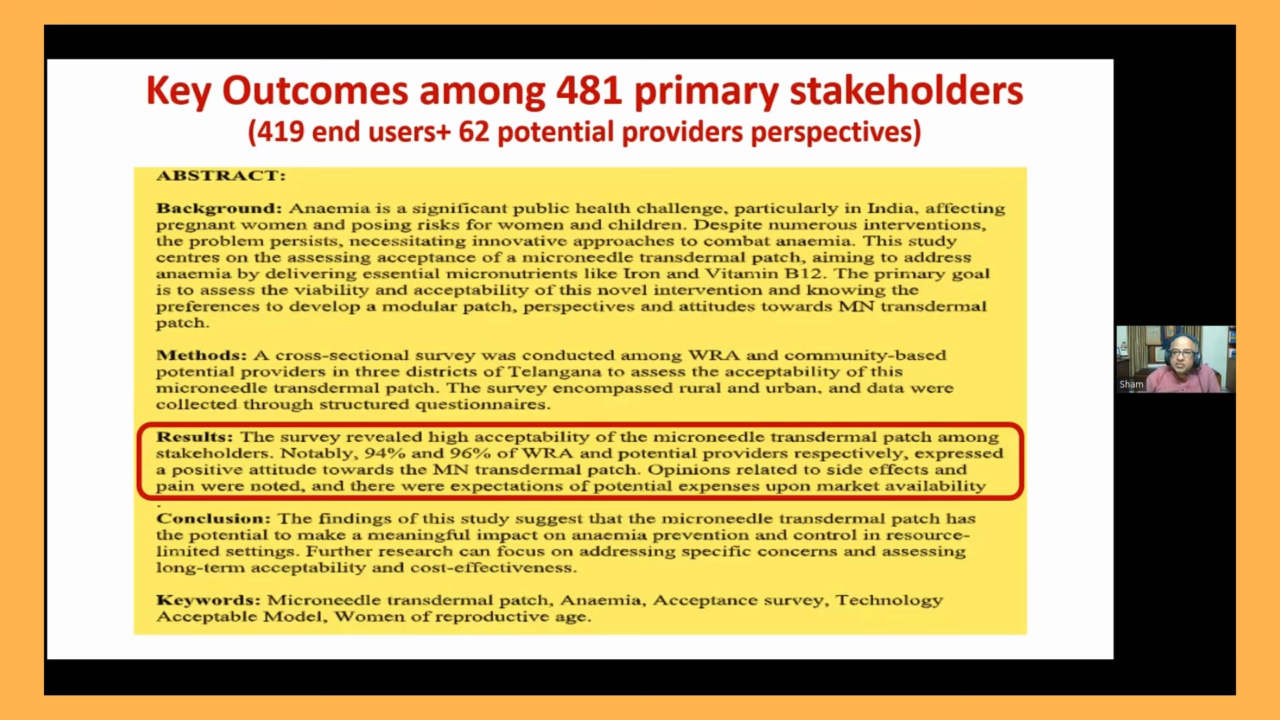 Key Outcomes among 481 primary stakeholders
(419 end users+ 62 potential providers perspectives)
ABSTRACT:
Background: Anaemia is a significant public health challenge, particularly in India, affecting
pregnant women and posing risks for women and children. Despite numerous interventions,
the problem persists, necessitating innovative approaches to combat anaemia. This study
centres on the assessing acceptance of a microneedle transdermal patch, aiming to address
anaemia by delivering essential micronutrients like Iron and Vitamin B12. The primary goal
is to assess the viability and acceptability of this novel intervention and knowing the
preferences to develop a modular patch, perspectives and attitudes towards MN transdermal
patch.
Methods: A cross-sectional survey was conducted among WRA and community-based
potential providers in three districts of Telangana to assess the acceptability of this
microneedle transdermal patch. The survey encompassed rural and urban, and data were
collected through structured questionnaires.
Results: The survey revealed high acceptability of the microneedle transdermal patch among
stakeholders. Notably, 94% and 96% of WRA and potential providers respectively, expressed
a positive attitude towards the MN transdermal patch. Opinions related to side effects and
pain were noted, and there were expectations of potential expenses upon market availability
.
Conclusion: The findings of this study suggest that the microneedle transdermal patch has
the potential to make a meaningful impact on anaemia prevention and control in resource-
limited settings. Further research can focus on addressing specific concerns and assessing
long-term acceptability and cost-effectiveness.
Keywords: Microneedle transdermal patch, Anaemia, Acceptance survey, Technology
Acceptable Model, Women of reproductive age.
Sham